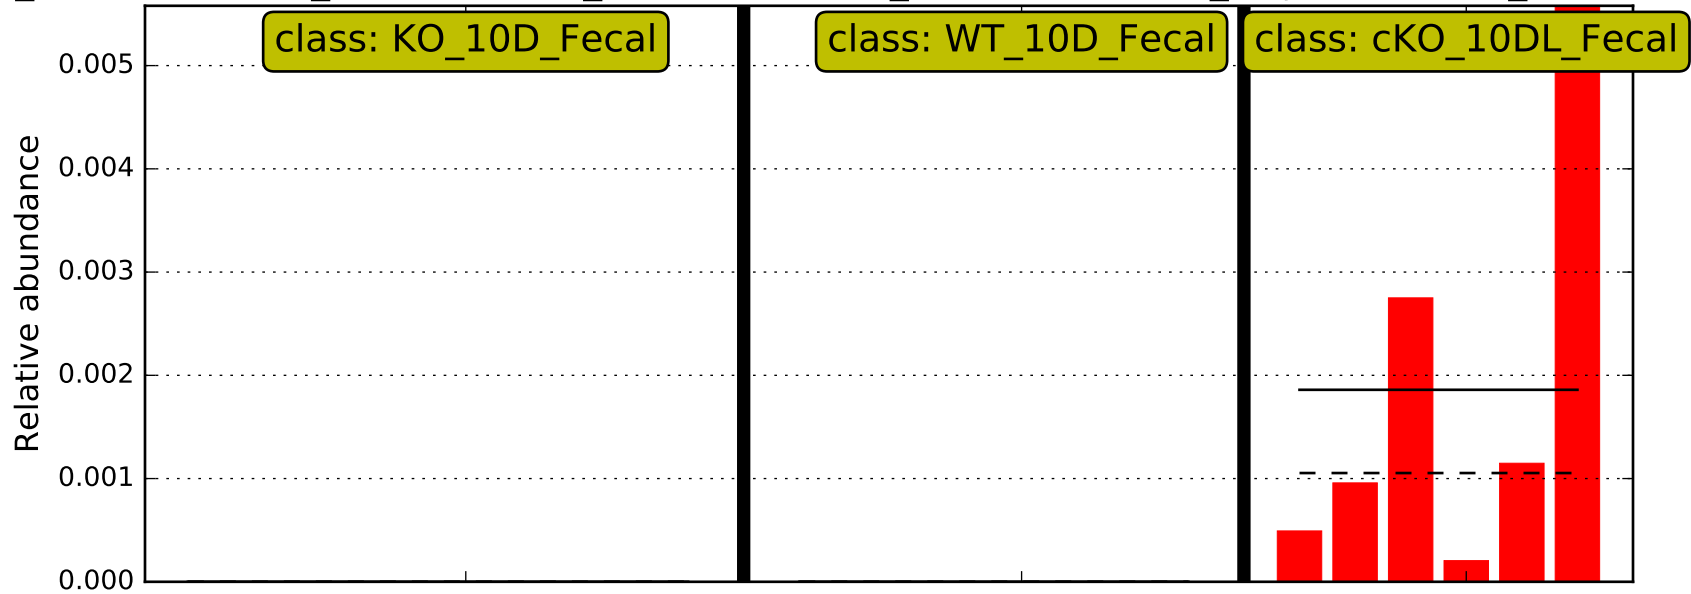 class: KO_10D_Fecal
class: WT_10D_Fecal
class: cKO_10DL_Fecal
Relative abundance
0.005
0.004
0.003
0.002
0.001
0.000